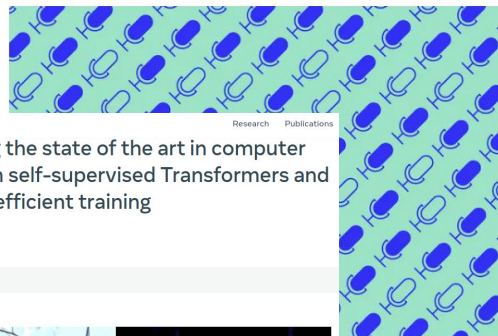 Research Publications
the state of the art in computer
self-supervised Transformers and
efficient training